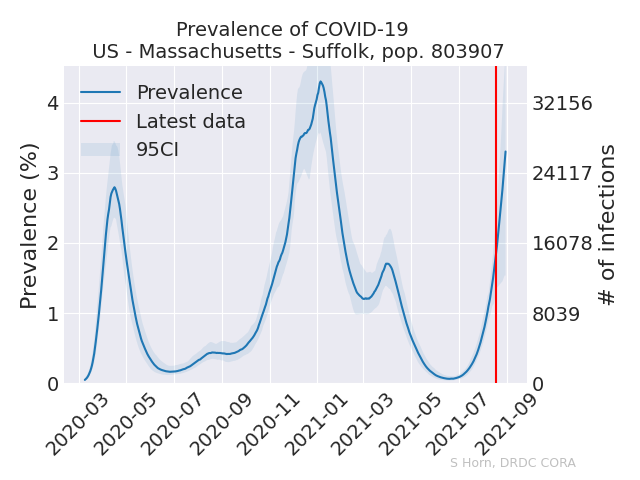 Prevalence of COVID-19
US - Massachusetts - Suffolk, pop. 803907
Prevalence (%)
4
3
2
1
0
Prevalence
Latest data
95CI
32156
24117
16078
8039
0
# of infections
2020-03
2020-05
2020-07
2020-09
2020-11
2021-01
2021-03
2021-05
2021-07
2021-09
S Horn, DRDC CORA